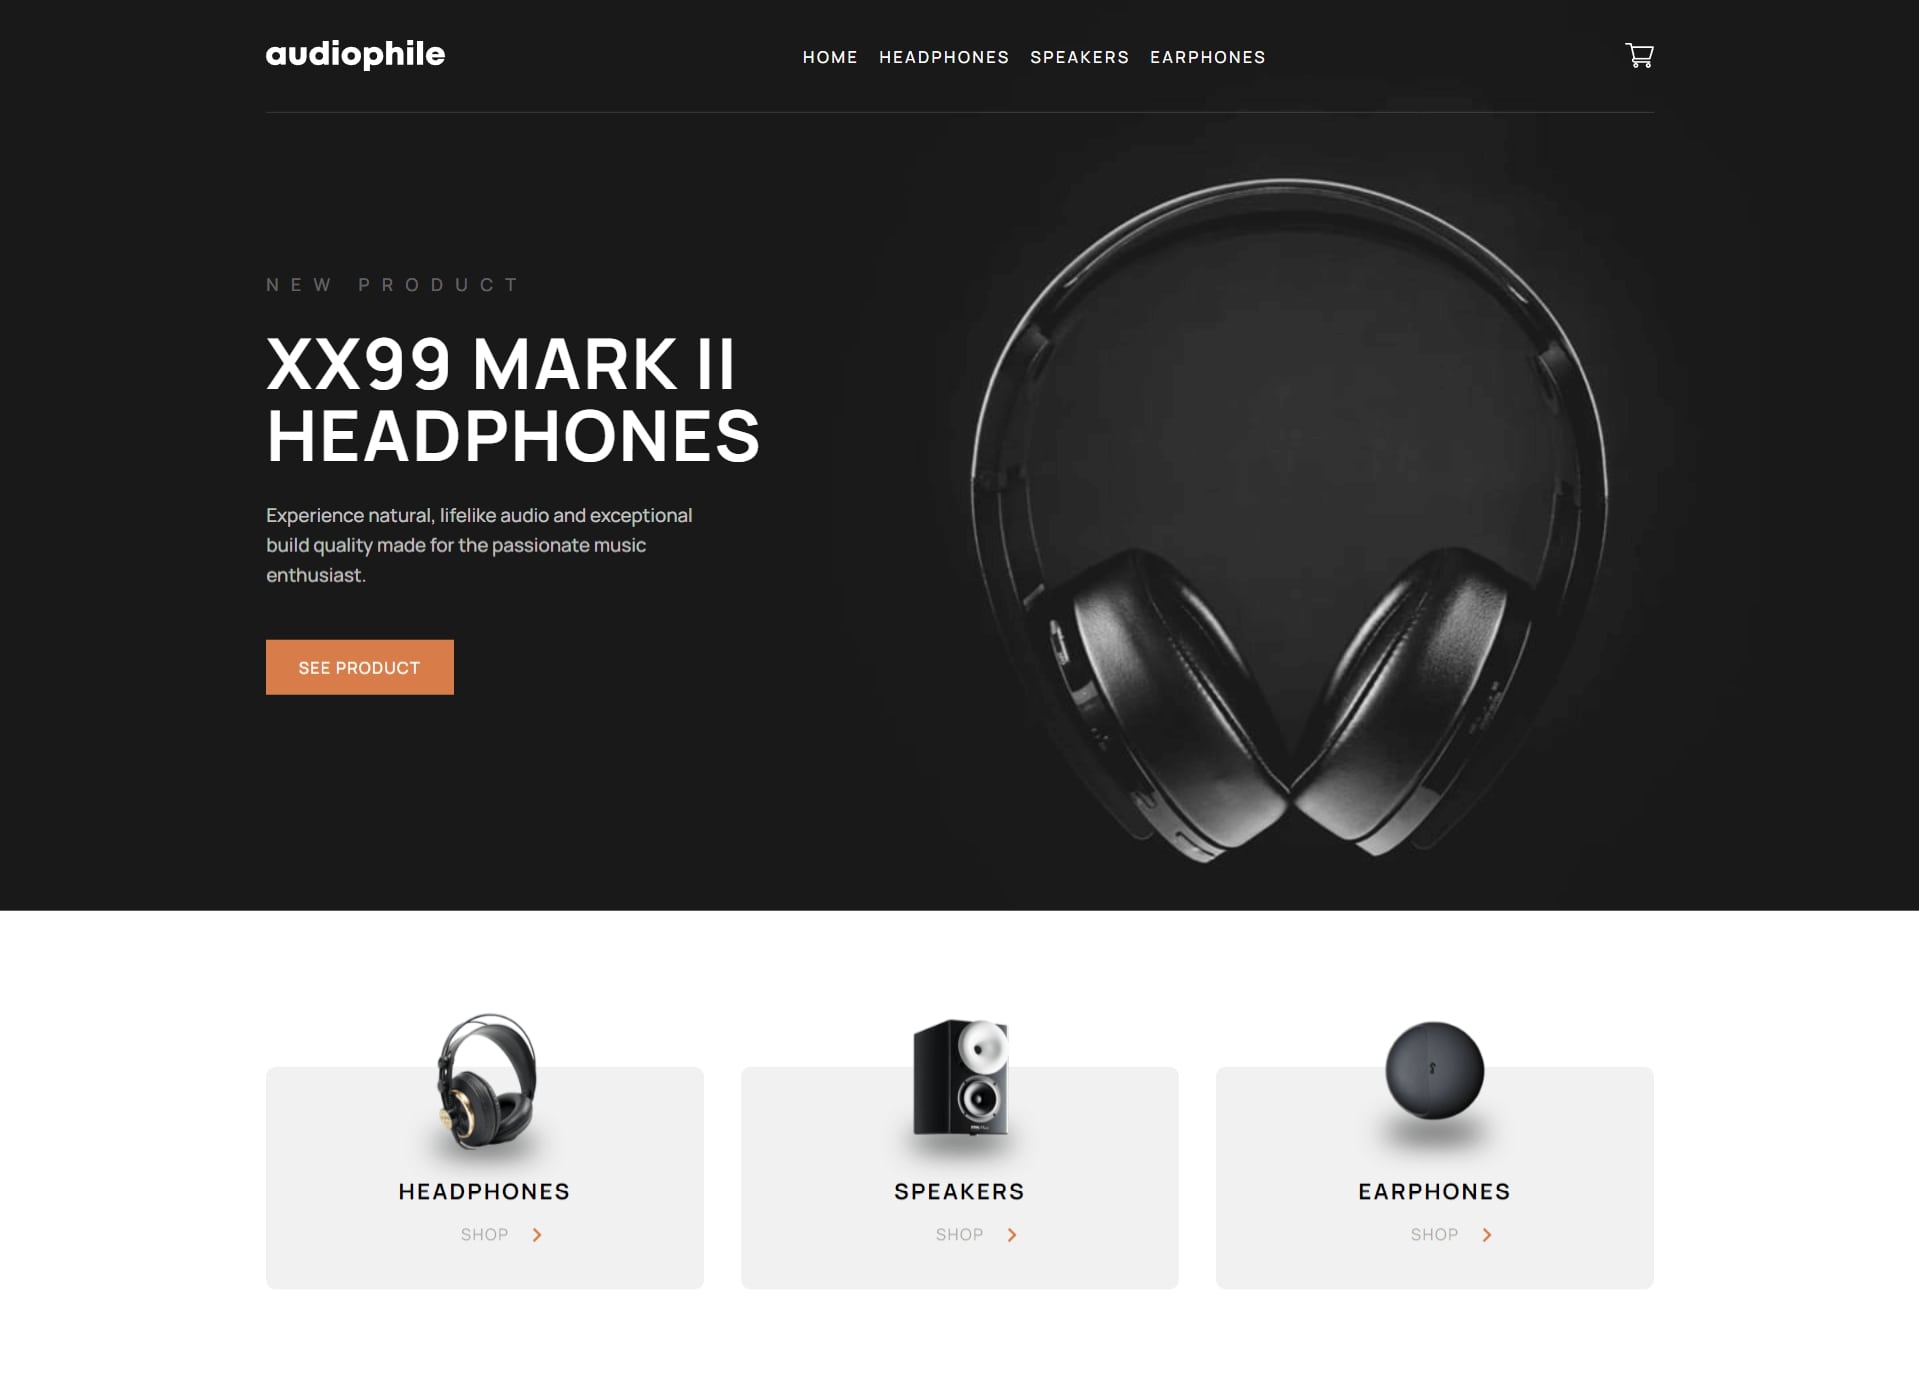 audiophile
HOME HEADPHONES SPEAKERS EARPHONES
NEW PRODUCT
XX99 MARK II
HEADPHONES
Experience natural, lifelike audio and exceptional
build quality made for the passionate music
enthusiast.
SEE PRODUCT
HEADPHONES
SHOP
SPEAKERS
SHOP
EARPHONES
SHOP